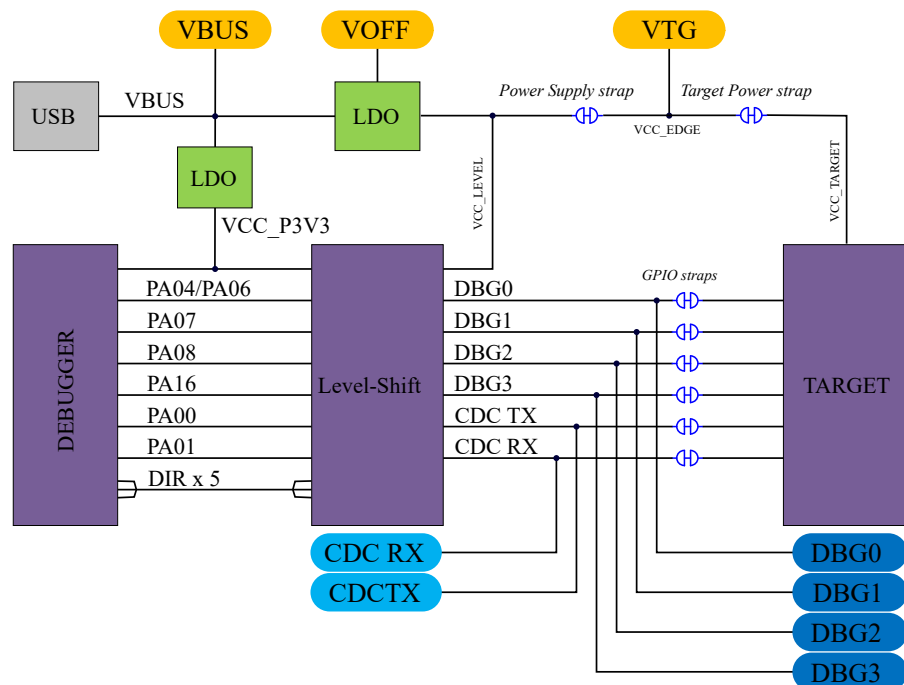 VBUS
VOFF
VTG
USB
VBUS
LDO
Power Supply strap
Target Power strap
VCC_EDGE
LDO
VCC_LEVEL
VCC_TARGET
VCC_P3V3
DEBUGGER
PA04/PA06
PA07
PA08
PA16
PA00
PA01
DIR x 5
Level-Shift
DBG0
DBG1
DBG2
DBG3
CDC TX
CDC RX
GPIO straps
TARGET
CDC RX
CDCTX
DBG0
DBG1
DBG2
DBG3